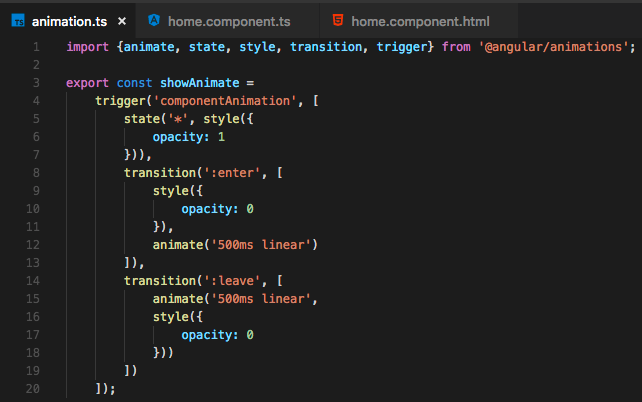 TS animation.ts × home.component.ts home.component.html
1 import {animate, state, style, transition, trigger} from '@angular/animations';
2
3 export const showAnimate =
4     trigger('componentAnimation', [
5         state('*', style({
6             opacity: 1
7         })),
8         transition(':enter', [
9             style({
10                 opacity: 0
11             }),
12             animate('500ms linear')
13         ]),
14         transition(':leave', [
15             animate('500ms linear',
16             style({
17                 opacity: 0
18             }))
19         ])
20     ]);